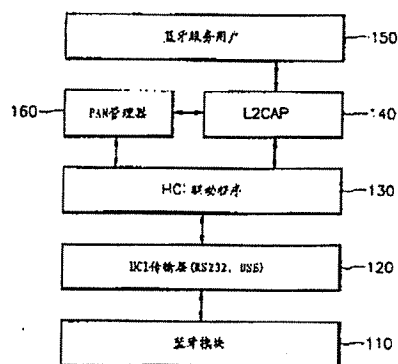 蓝牙服务用户
150
160
PAN管理器
L2CAP
140
HCI驱动程序
130
HCI传输层(RS232, USB)
120
蓝牙模块
110